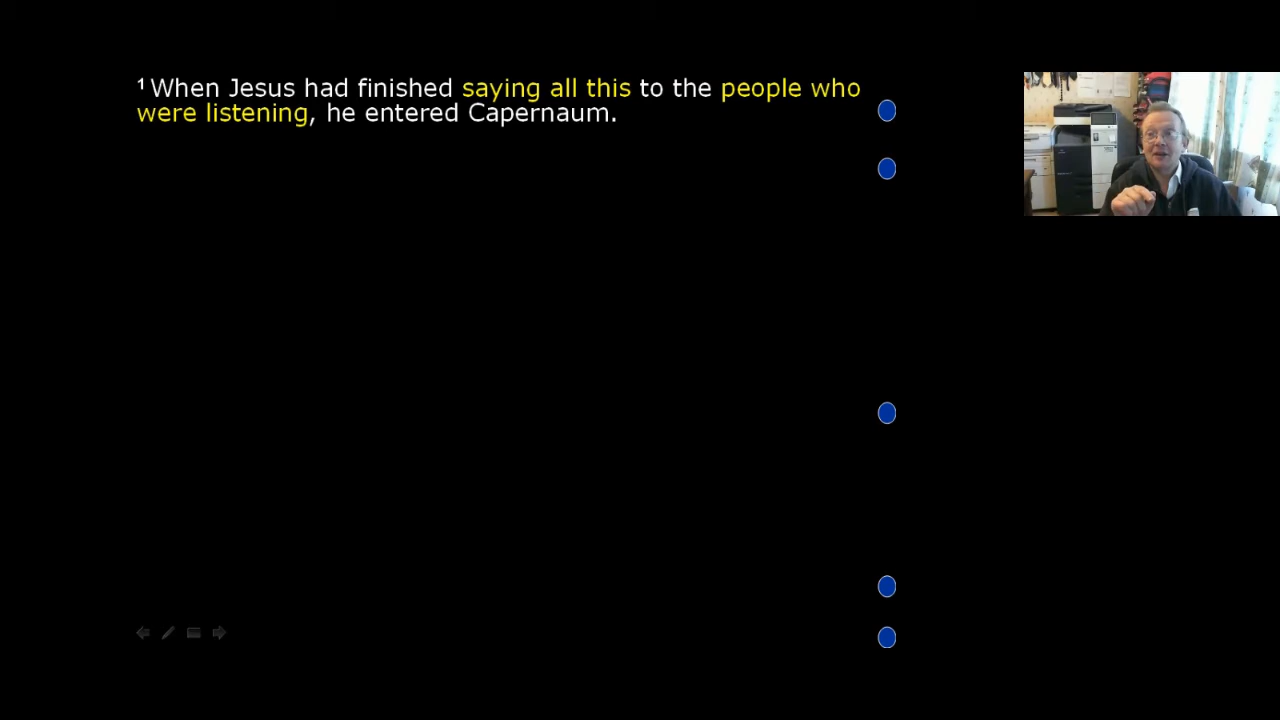 ¹When Jesus had finished saying all this to the people who
were listening, he entered Capernaum.